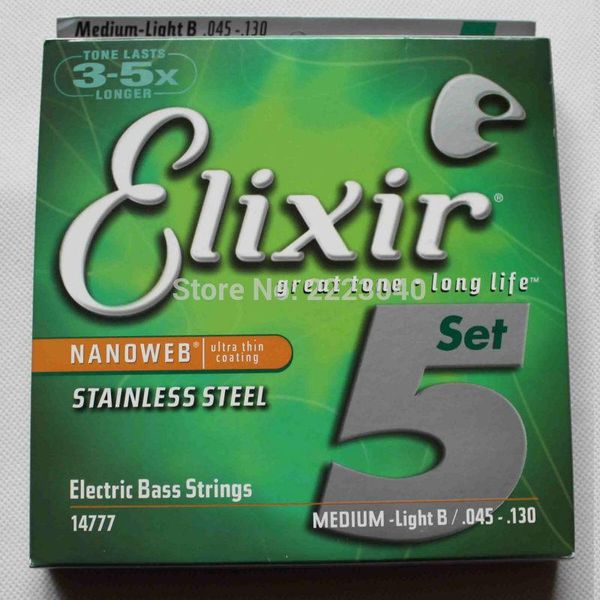 Medium-Light B .045-.130
TONE LASTS
3-5x
LONGER
e
Elixir®
great tone - long life™
Store No: 2223040
Set
5
NANOWEB® ultra thin
coating
STAINLESS STEEL
Electric Bass Strings
14777
MEDIUM -Light B / .045 -.130